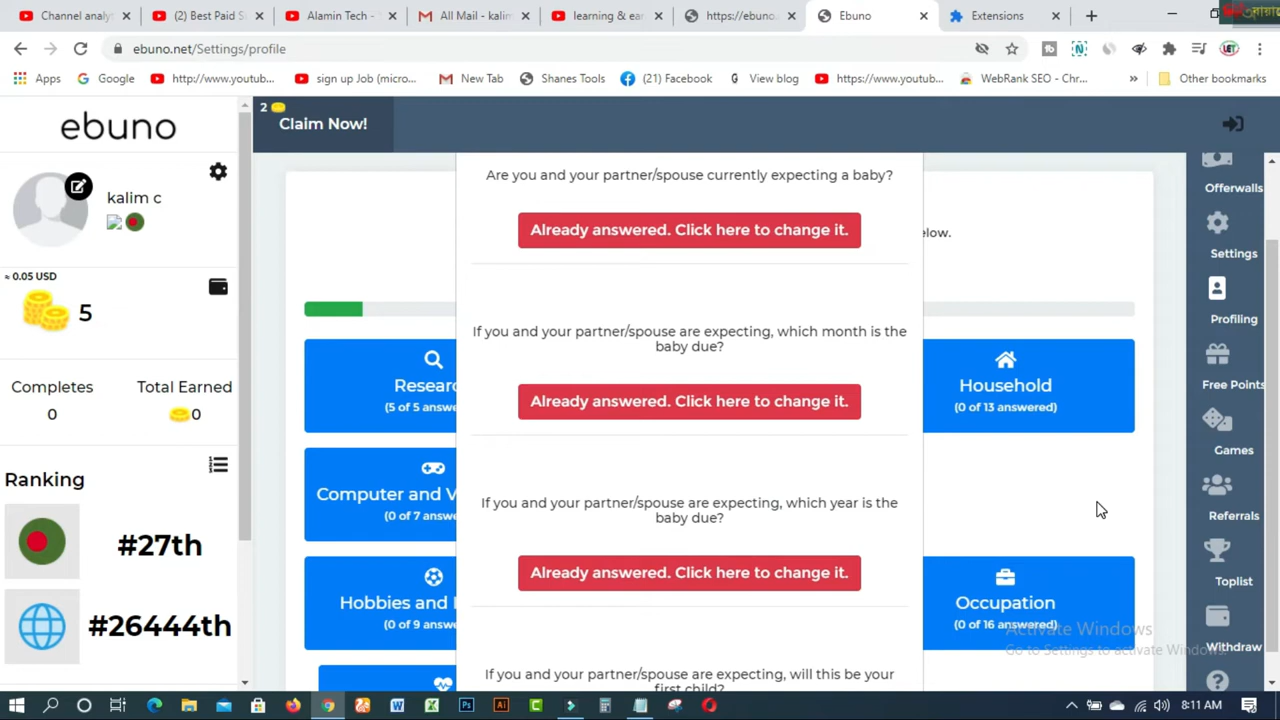 Channel analy
(2) Best Paid S
Alamin Tech -
All Mail - kalim
learning & ea
https://ebuno.
Ebuno
Extensions
ebuno.net/Settings/profile
Apps
Google
http://www.youtub...
sign up Job (micro...
New Tab
Shanes Tools
(21) Facebook
View blog
https://www.youtub...
WebRank SEO - Chr...
»
Other bookmarks
ebuno
2
Claim Now!
kalim c
≈ 0.05 USD
5
Completes
Total Earned
0
0
Ranking
#27th
#26444th
Are you and your partner/spouse currently expecting a baby?
Already answered. Click here to change it.
elow.
If you and your partner/spouse are expecting, which month is the
baby due?
Already answered. Click here to change it.
If you and your partner/spouse are expecting, which year is the
baby due?
Already answered. Click here to change it.
If you and your partner/spouse are expecting, will this be your
first child?
Researc
(5 of 5 answe
Household
(0 of 13 answered)
Computer and V
(0 of 7 answe
Hobbies and
(0 of 9 answe
Occupation
(0 of 16 answered)
Activate Windows
Go to Settings to activate Windows.
Offerwalls
Settings
Profiling
Free Points
Games
Referrals
Toplist
Withdraw
8:11 AM